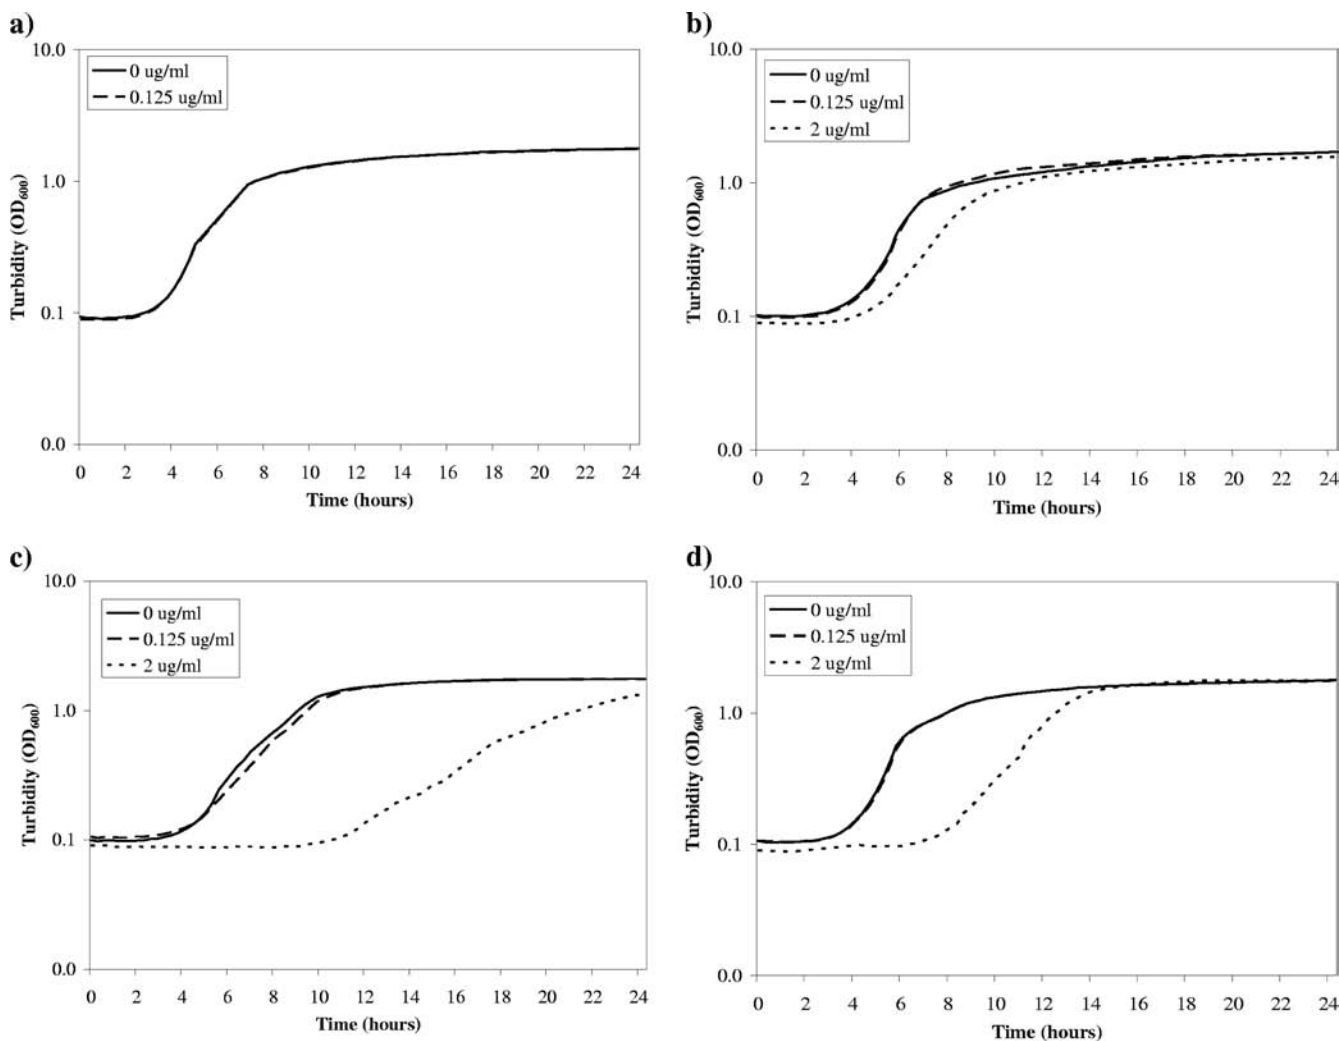 a)
10.0
0 ug/ml
0.125 ug/ml
1.0
0.1
0.0
Turbidity (OD600)
0 2 4 6 8 10 12 14 16 18 20 22 24
Time (hours)
b)
10.0
0 ug/ml
0.125 ug/ml
2 ug/ml
1.0
0.1
0.0
Turbidity (OD600)
0 2 4 6 8 10 12 14 16 18 20 22 24
Time (hours)
c)
10.0
0 ug/ml
0.125 ug/ml
2 ug/ml
1.0
0.1
0.0
Turbidity (OD600)
0 2 4 6 8 10 12 14 16 18 20 22 24
Time (hours)
d)
10.0
0 ug/ml
0.125 ug/ml
2 ug/ml
1.0
0.1
0.0
Turbidity (OD600)
0 2 4 6 8 10 12 14 16 18 20 22 24
Time (hours)